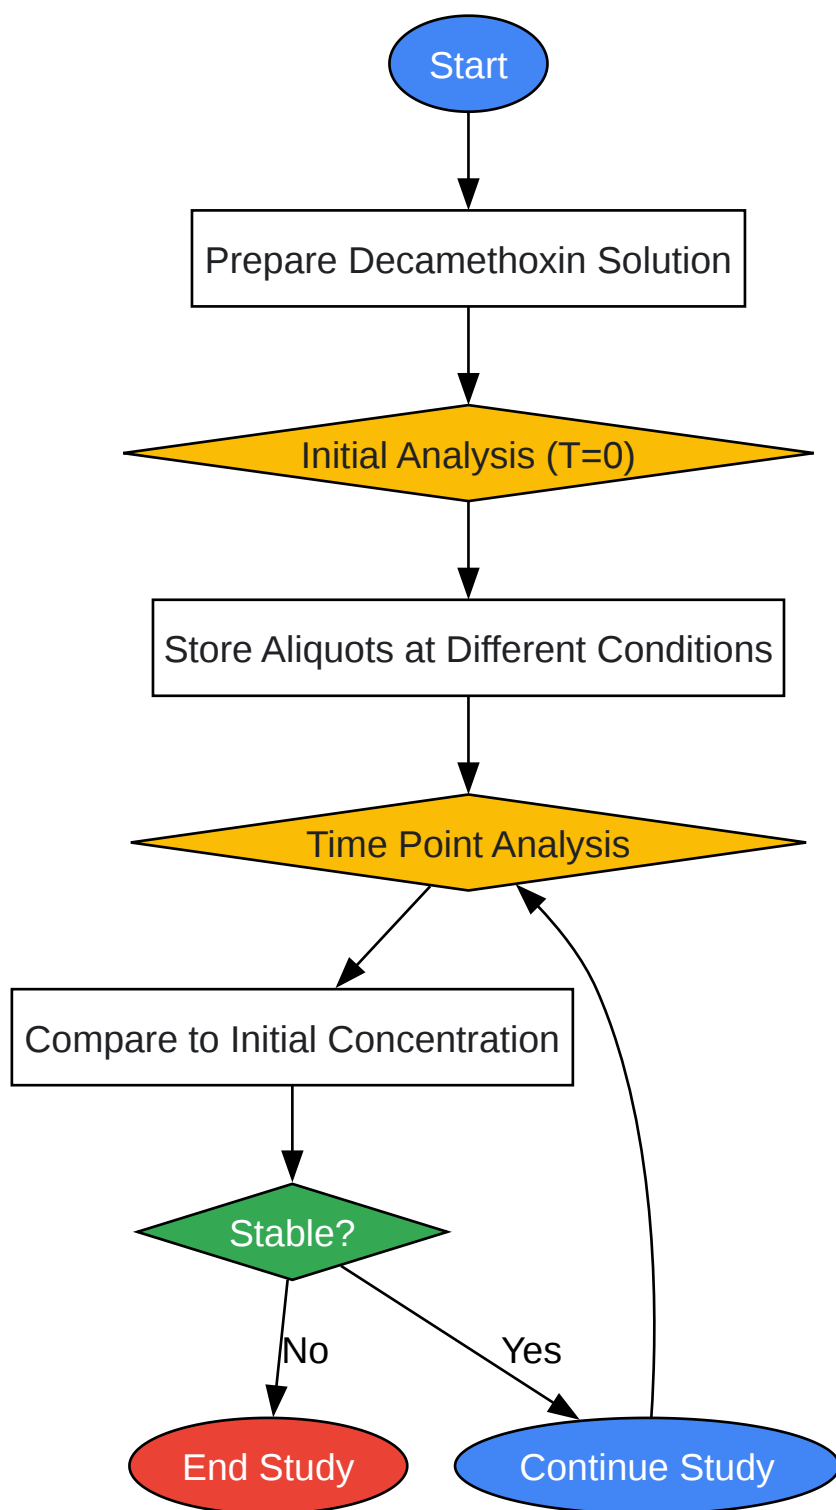 Start
Prepare Decamethoxin Solution
Initial Analysis (T=0)
Store Aliquots at Different Conditions
Time Point Analysis
Compare to Initial Concentration
Stable?
No
Yes
End Study
Continue Study